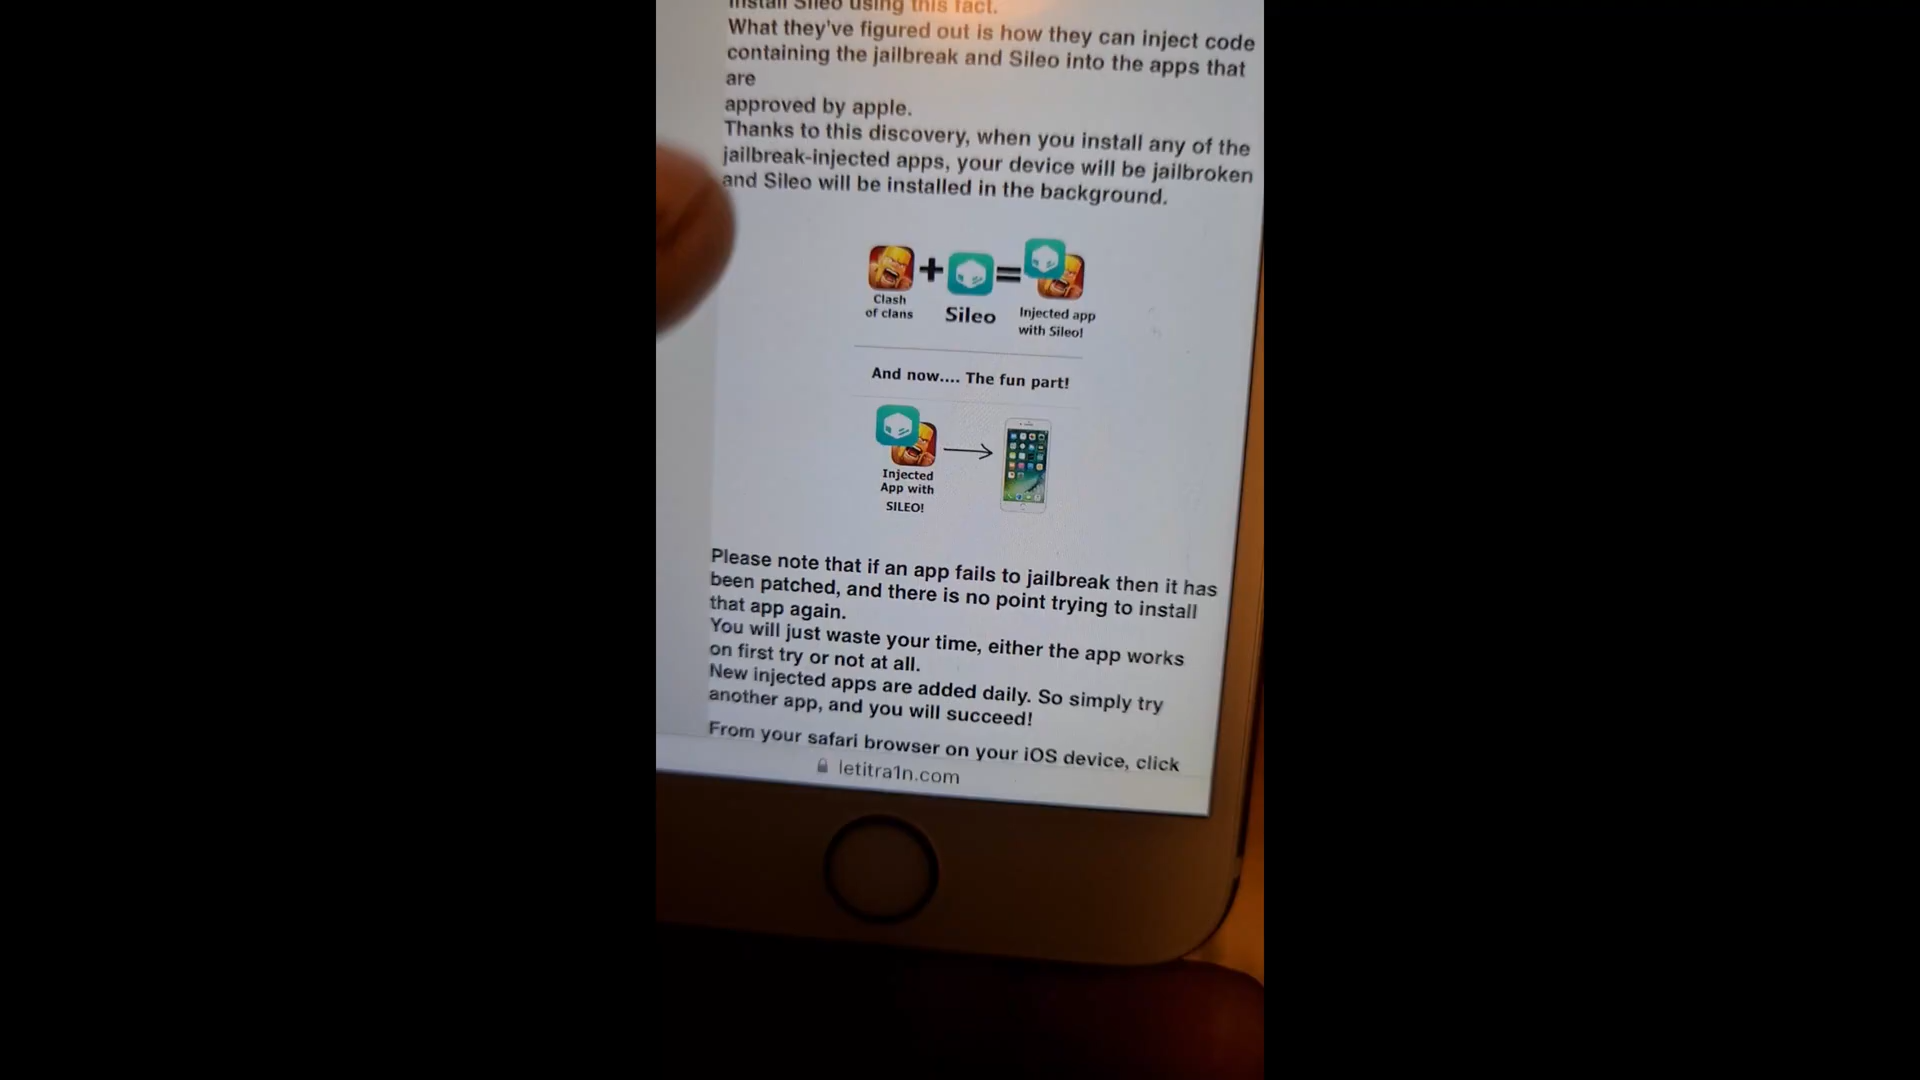 install Sileo using this fact.
What they've figured out is how they can inject code
containing the jailbreak and Sileo into the apps that
are
approved by apple.
Thanks to this discovery, when you install any of the
jailbreak-injected apps, your device will be jailbroken
and Sileo will be installed in the background.
+ =
Clash
of clans
Sileo
Injected app
with Sileo!
And now.... The fun part!
Injected
App with
SILEO!
Please note that if an app fails to jailbreak then it has
been patched, and there is no point trying to install
that app again.
You will just waste your time, either the app works
on first try or not at all.
New injected apps are added daily. So simply try
another app, and you will succeed!
From your safari browser on your iOS device, click
letitra1n.com